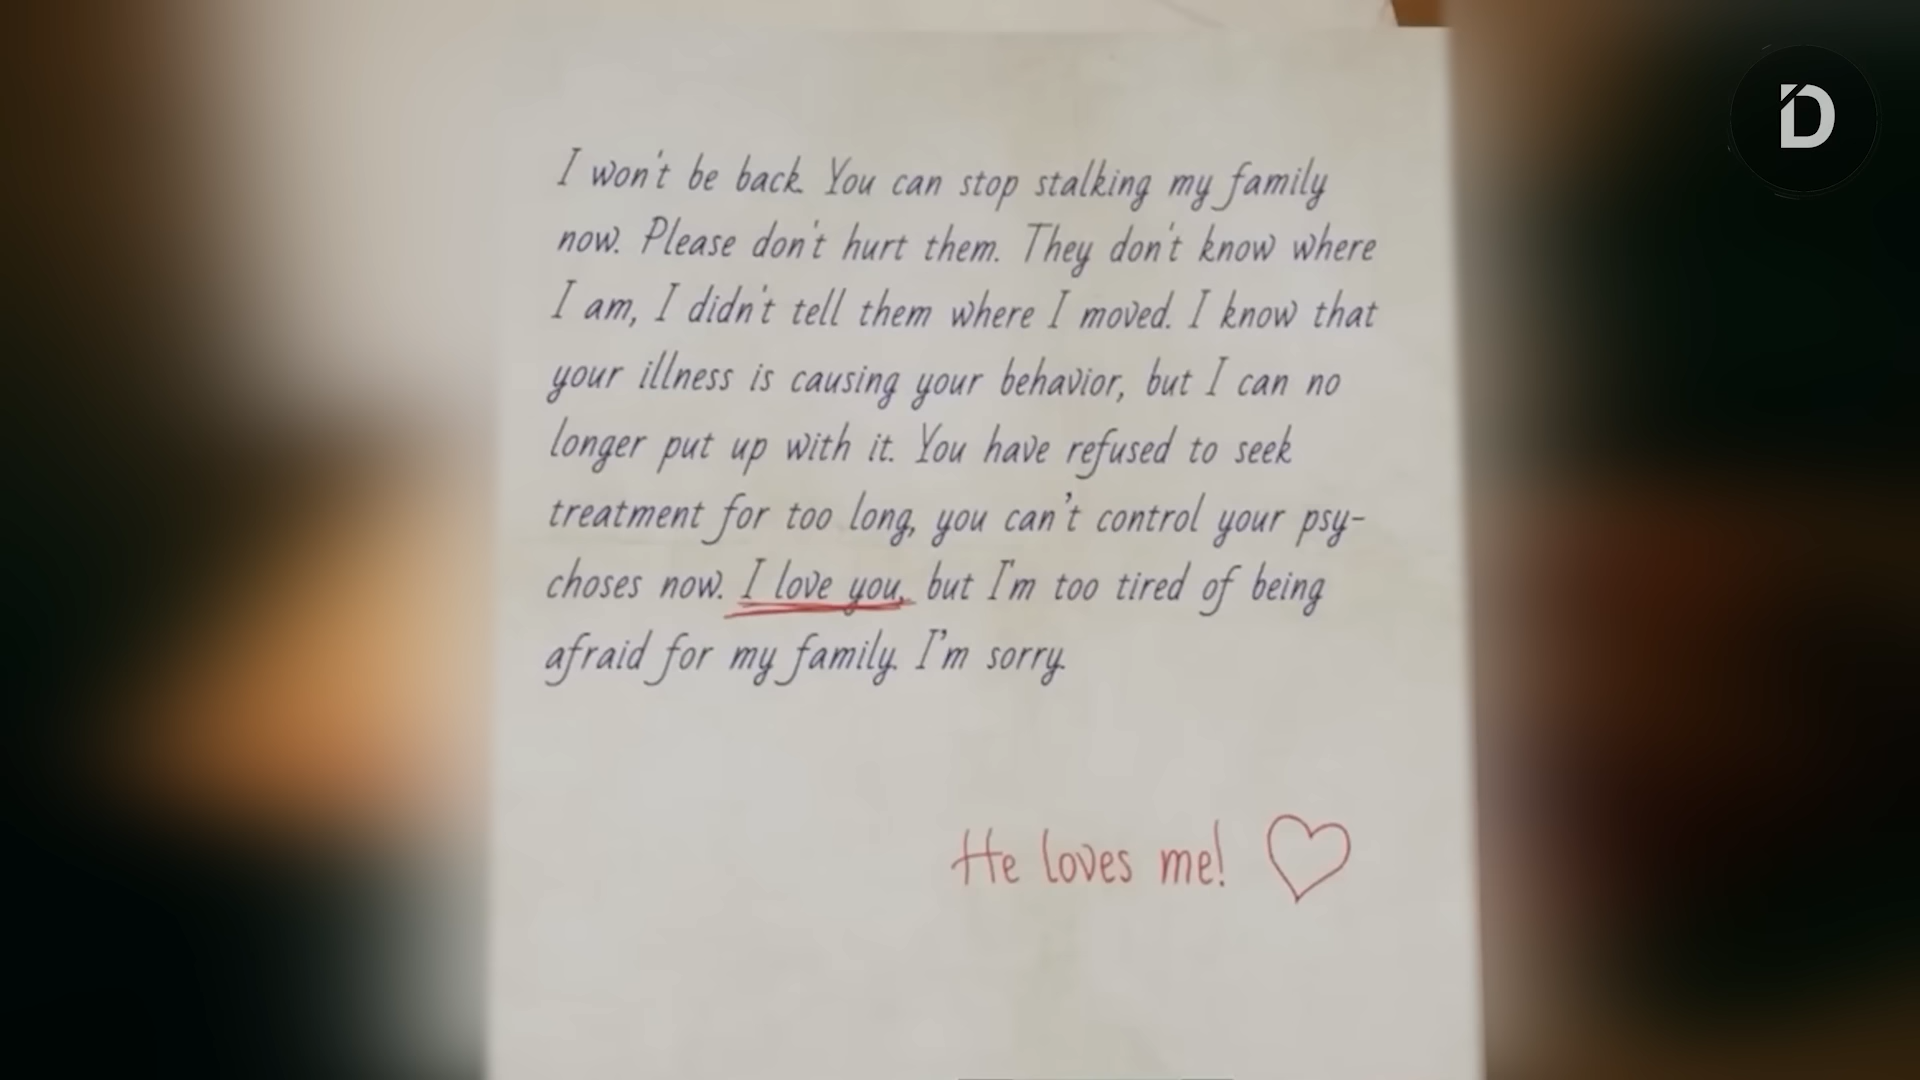 I won't be back. You can stop stalking my family
now. Please don't hurt them. They don't know where
I am, I didn't tell them where I moved. I know that
your illness is causing your behavior, but I can no
longer put up with it. You have refused to seek
treatment for too long, you can't control your psy-
choses now. I love you, but I'm too tired of being
afraid for my family. I'm sorry.
He loves me!
D